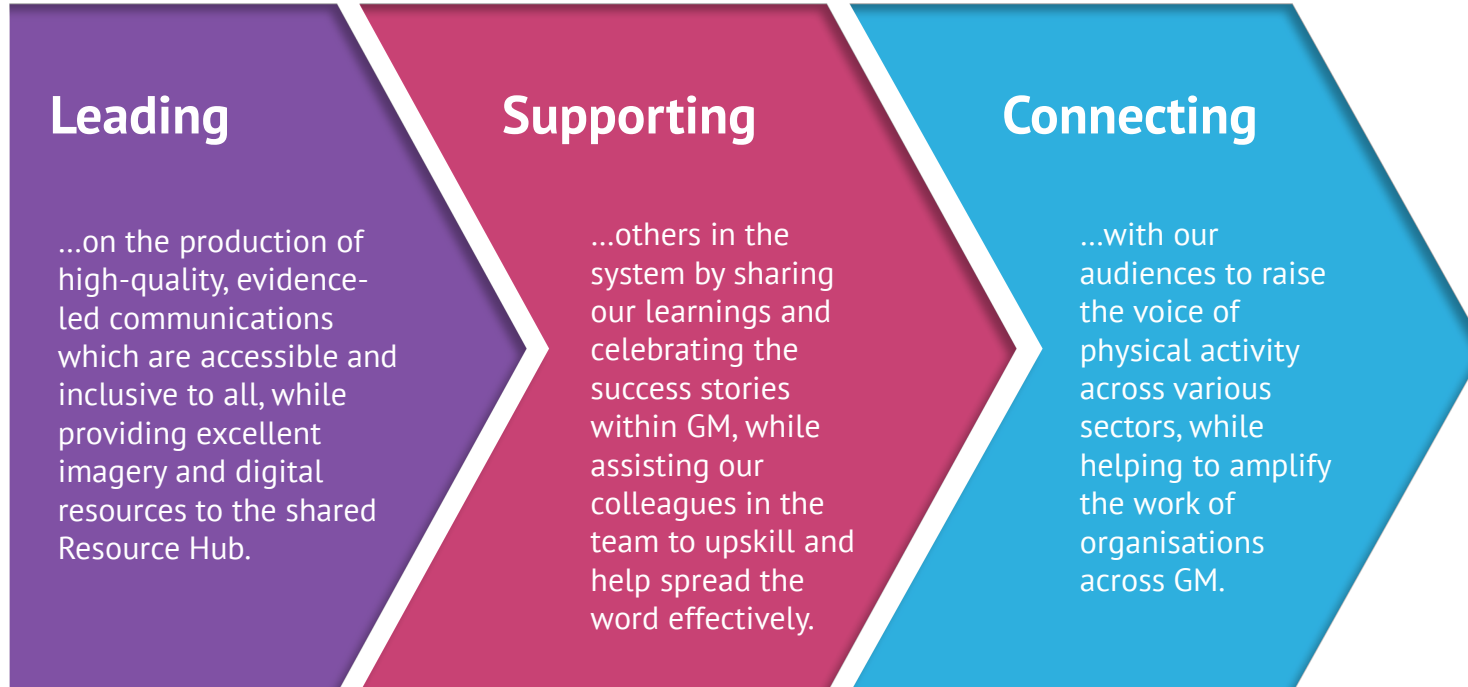 Leading
...on the production of
high-quality, evidence-
led communications
which are accessible and
inclusive to all, while
providing excellent
imagery and digital
resources to the shared
Resource Hub.
Supporting
...others in the
system by sharing
our learnings and
celebrating the
success stories
within GM, while
assisting our
colleagues in the
team to upskill and
help spread the
word effectively.
Connecting
...with our
audiences to raise
the voice of
physical activity
across various
sectors, while
helping to amplify
the work of
organisations
across GM.